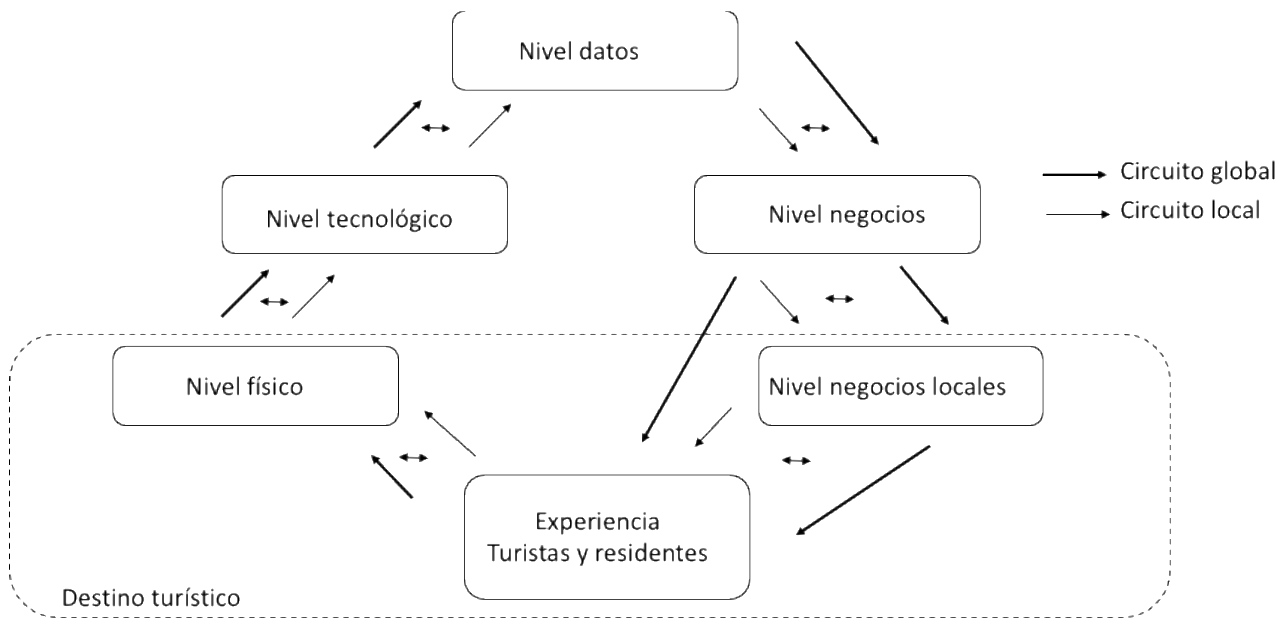 Nivel datos
Nivel tecnológico
Nivel negocios
Circuito global
Circuito local
Nivel físico
Nivel negocios locales
Experiencia
Turistas y residentes
Destino turístico